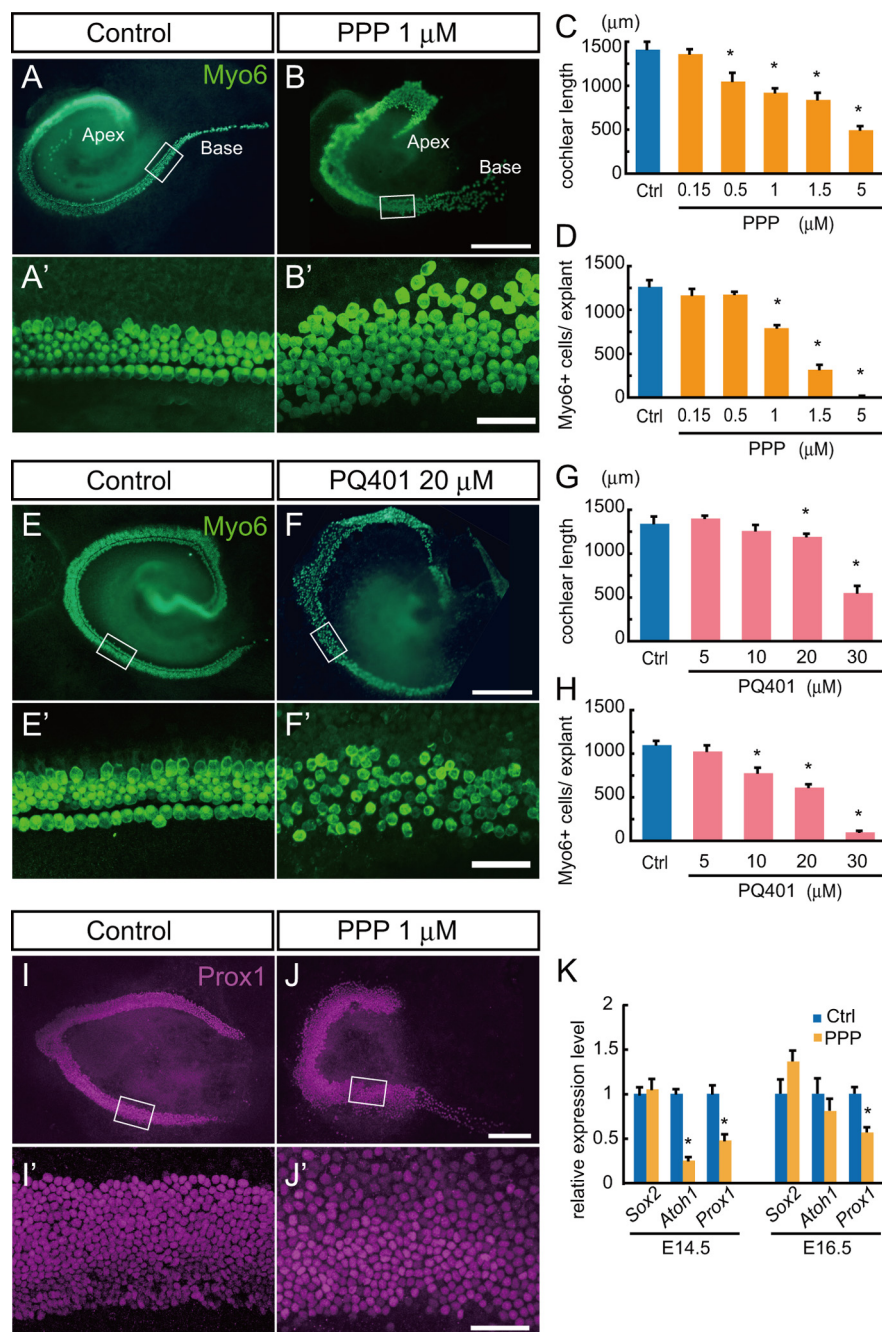 Control
PPP 1 μM
A
Myo6
Apex
Base
B
Apex
Base
A’
B’
C
(μm)
cochlear length
1500
1000
500
0
Ctrl
0.15
0.5
1
1.5
5
PPP (μM)
* * * *
D
Myo6+ cells/ explant
1500
1000
500
0
Ctrl
0.15
0.5
1
1.5
5
PPP (μM)
* * *
Control
PQ401 20 μM
E
Myo6
F
E’
F’
G
(μm)
cochlear length
1500
1000
500
0
Ctrl
5
10
20
30
PQ401 (μM)
* *
H
Myo6+ cells/ explant
1500
1000
500
0
Ctrl
5
10
20
30
PQ401 (μM)
* * *
Control
PPP 1 μM
I
Prox1
J
I’
J’
K
relative expression level
2
1.5
1
0.5
0
Ctrl
PPP
* * *
Sox2
Atoh1
Prox1
E14.5
Sox2
Atoh1
Prox1
E16.5